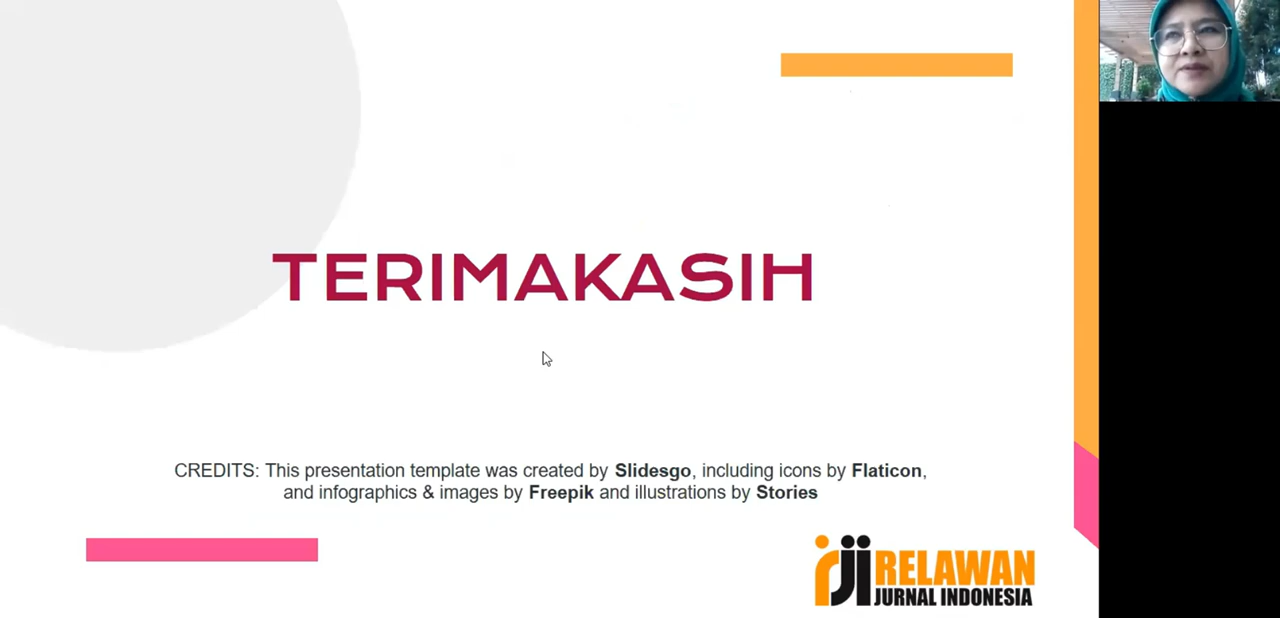 TERIMAKASIH
CREDITS: This presentation template was created by Slidesgo, including icons by Flaticon,
and infographics & images by Freepik and illustrations by Stories
rji RELAWAN
JURNAL INDONESIA